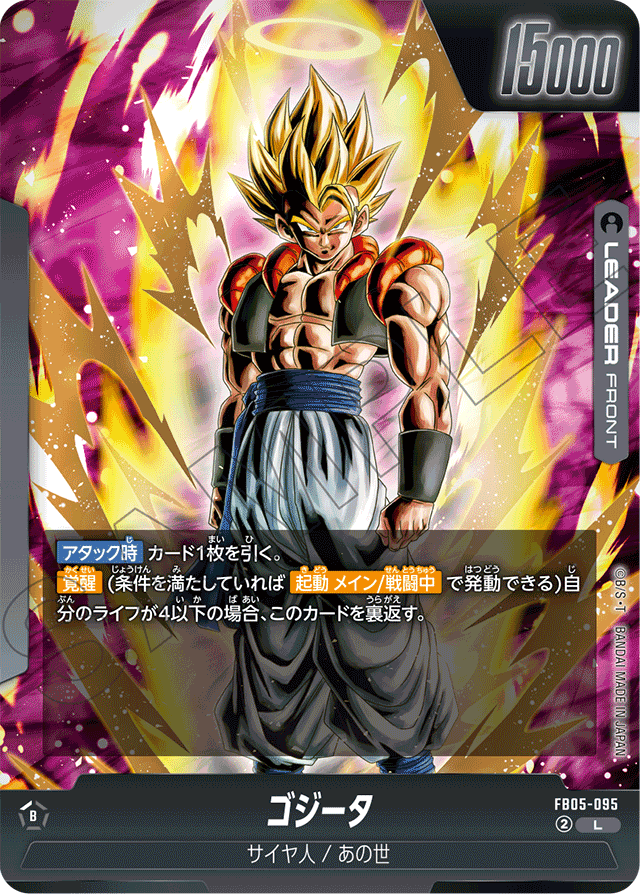 15000
LEADER FRONT
アタック時 カード1枚を引く。
覚醒 (条件を満たしていれば 起動 メイン/戦闘中 で発動できる)自
分のライフが4以下の場合、このカードを裏返す。
SAMPLE
©B/S・T BANDAI MADE IN JAPAN
B
ゴジータ
FB05-095
② L
サイヤ人 / あの世